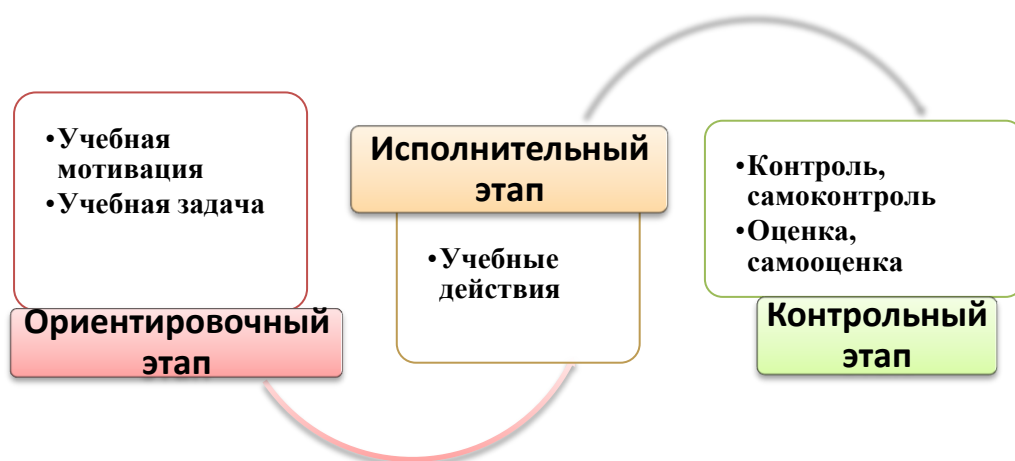 •Учебная
мотивация
•Учебная задача
Ориентировочный
этап
Исполнительный
этап
•Учебные
действия
•Контроль,
самоконтроль
•Оценка,
самооценка
Контрольный
этап